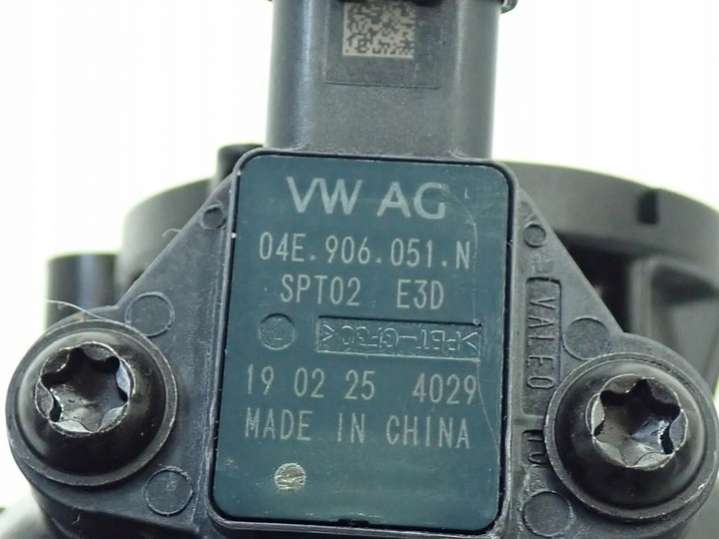 VW AG
04E.906.051.N
SPT02 E3D
>PBT-GF30<
19 02 25 4029
MADE IN CHINA
VALEO